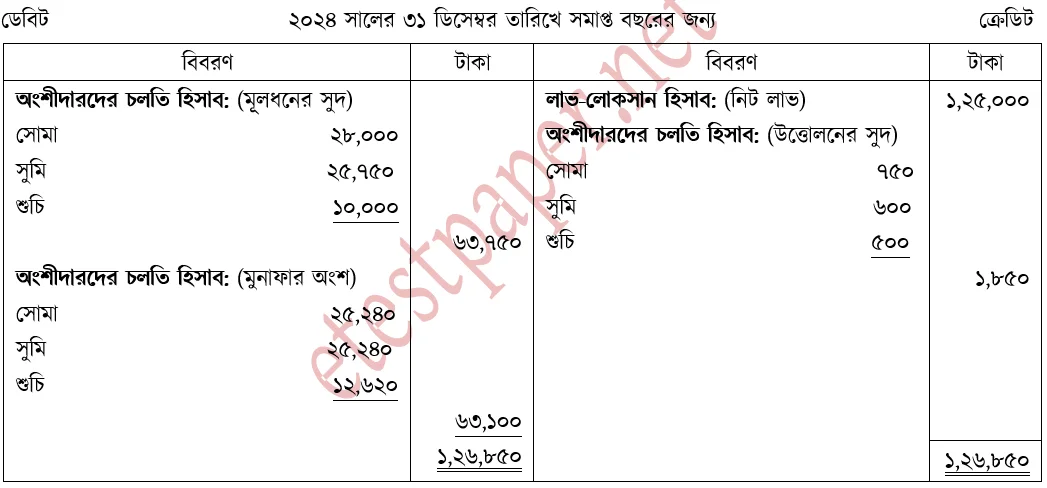 ডেবিট ২০২৪ সালের ৩১ ডিসেম্বর তারিখে সমাপ্ত বছরের জন্য ক্রেডিট
বিবরণ টাকা বিবরণ টাকা
অংশীদারদের চলতি হিসাব: (মূলধনের সুদ) লাভ-লোকসান হিসাব: (নিট লাভ) ১,২৫,০০০
সোমা ২৮,০০০ অংশীদারদের চলতি হিসাব: (উত্তোলনের সুদ)
সুমি ২৫,৭৫০ সোমা ৭৫০
শুচি ১০,০০০ সুমি ৬০০
৬৩,৭৫০ শুচি ৫০০
অংশীদারদের চলতি হিসাব: (মুনাফার অংশ) ১,৮৫০
সোমা ২৫,২৪০
সুমি ২৫,২৪০
শুচি ১২,৬২০
৬৩,১০০
১,২৬,৮৫০ ১,২৬,৮৫০
etestpaper.net